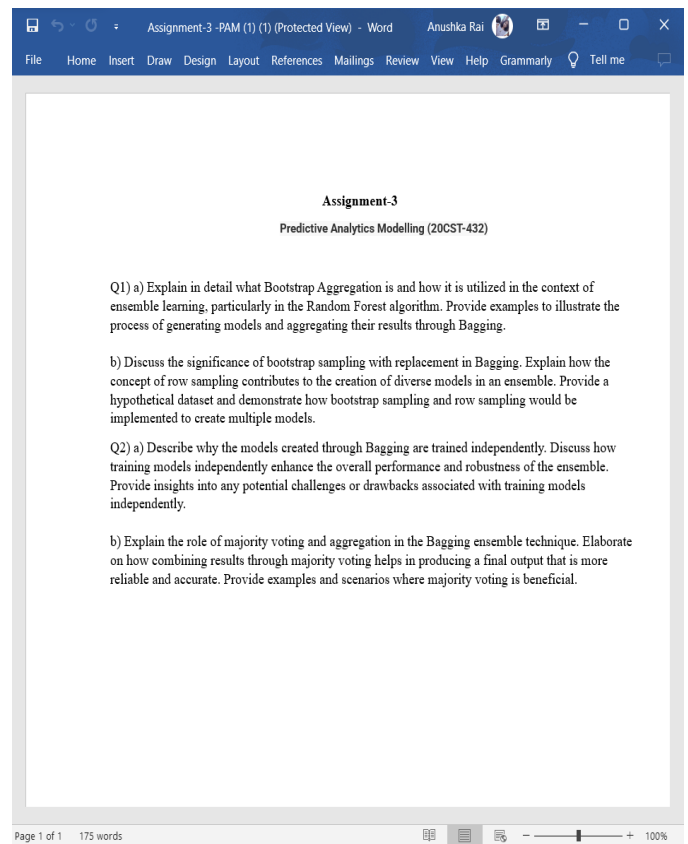 Assignment-3 -PAM (1) (1) (Protected View) - Word Anushka Rai
File Home Insert Draw Design Layout References Mailings Review View Help Grammarly Tell me
Assignment-3
Predictive Analytics Modelling (20CST-432)
Q1) a) Explain in detail what Bootstrap Aggregation is and how it is utilized in the context of
ensemble learning, particularly in the Random Forest algorithm. Provide examples to illustrate the
process of generating models and aggregating their results through Bagging.
b) Discuss the significance of bootstrap sampling with replacement in Bagging. Explain how the
concept of row sampling contributes to the creation of diverse models in an ensemble. Provide a
hypothetical dataset and demonstrate how bootstrap sampling and row sampling would be
implemented to create multiple models.
Q2) a) Describe why the models created through Bagging are trained independently. Discuss how
training models independently enhance the overall performance and robustness of the ensemble.
Provide insights into any potential challenges or drawbacks associated with training models
independently.
b) Explain the role of majority voting and aggregation in the Bagging ensemble technique. Elaborate
on how combining results through majority voting helps in producing a final output that is more
reliable and accurate. Provide examples and scenarios where majority voting is beneficial.
Page 1 of 1 175 words 100%